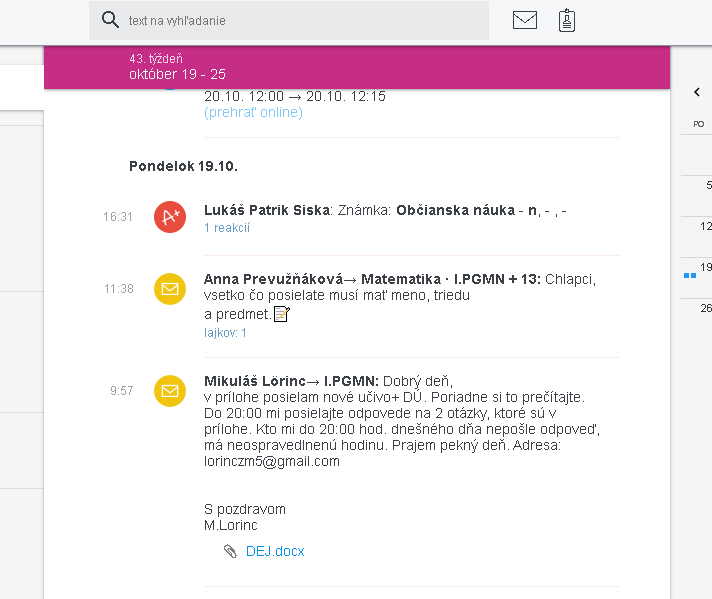 text na vyhľadanie
43. týždeň
október 19 - 25
20.10. 12:00 → 20.10. 12:15
(prehrať online)
Pondelok 19.10.
16:31
A+
Lukáš Patrik Siska: Známka: Občianska náuka - n, - , -
1 reakcií
11:38
Anna Prevužňáková→ Matematika · I.PGMN + 13: Chlapci,
vsetko čo posielate musí mať meno, triedu
a predmet.
lajkov: 1
9:57
Mikuláš Lörinc→ I.PGMN: Dobrý deň,
v prílohe posielam nové učivo+ DÚ. Poriadne si to prečítajte.
Do 20:00 mi posielajte odpovede na 2 otázky, ktoré sú v
prílohe. Kto mi do 20:00 hod. dnešného dňa nepošle odpoveď,
má neospravedlnenú hodinu. Prajem pekný deň. Adresa:
lorinczm5@gmail.com
S pozdravom
M.Lorinc
DEJ.docx
PO
5
12
19
26